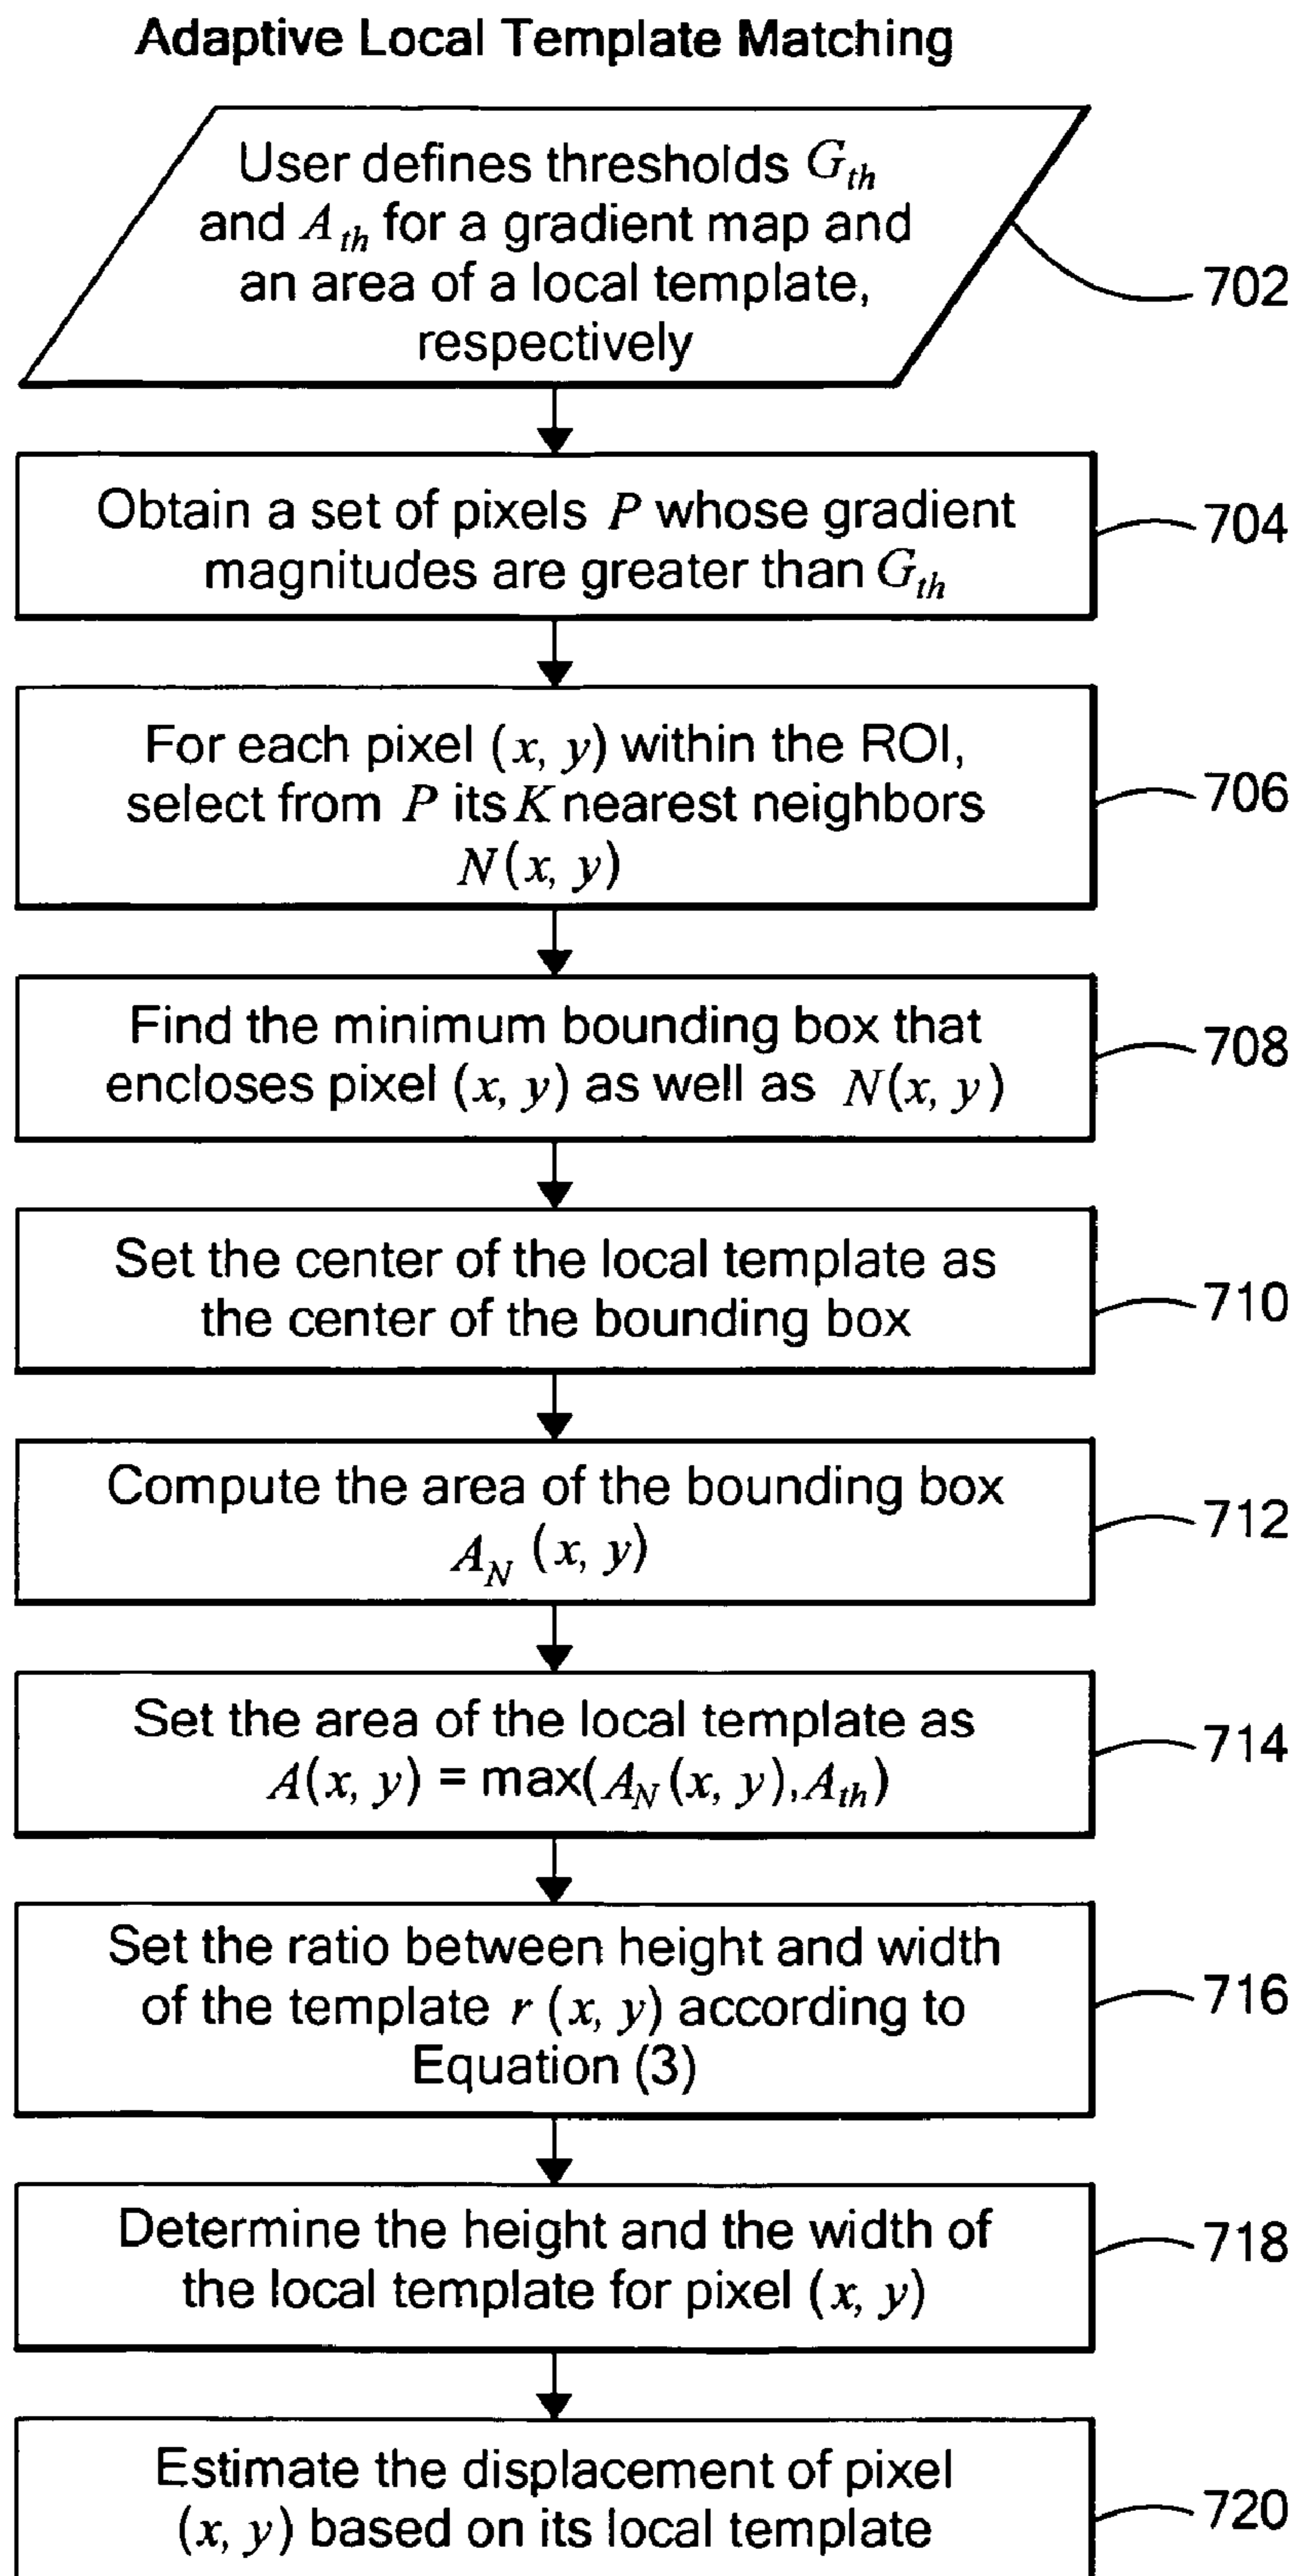 Adaptive Local Template Matching
User defines thresholds G_th
and A_th for a gradient map and
an area of a local template,
respectively
702
Obtain a set of pixels P whose gradient
magnitudes are greater than G_th
704
For each pixel (x, y) within the ROI,
select from P its K nearest neighbors
N(x, y)
706
Find the minimum bounding box that
encloses pixel (x, y) as well as N(x, y)
708
Set the center of the local template as
the center of the bounding box
710
Compute the area of the bounding box
A_N (x, y)
712
Set the area of the local template as
A(x, y) = max(A_N (x, y),A_th)
714
Set the ratio between height and width
of the template r (x, y) according to
Equation (3)
716
Determine the height and the width of
the local template for pixel (x, y)
718
Estimate the displacement of pixel
(x, y) based on its local template
720